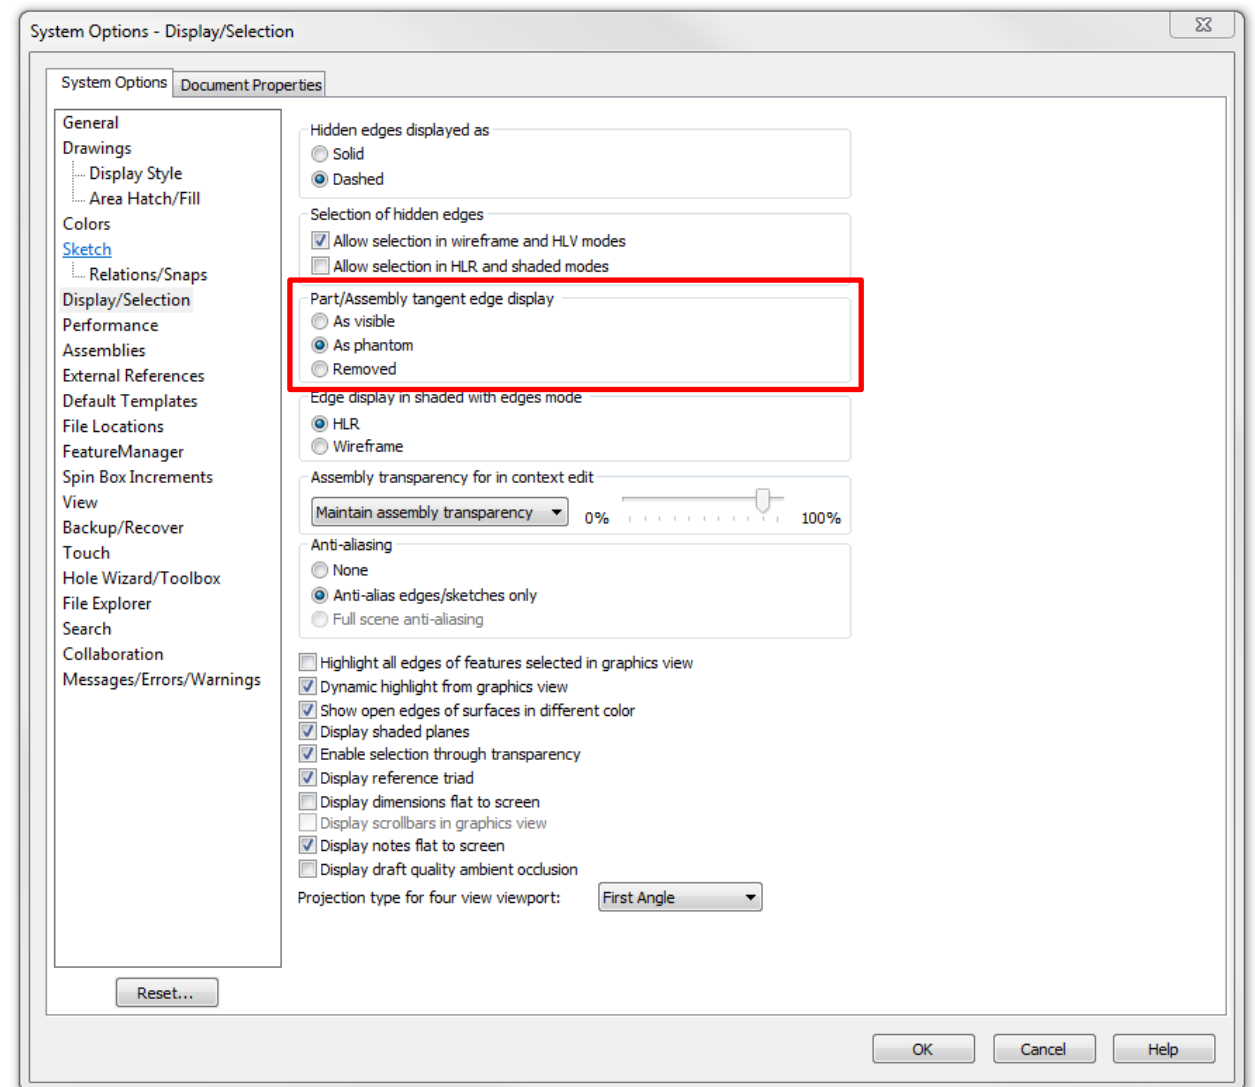 System Options - Display/Selection
System Options
Document Properties
General
Drawings
Display Style
Area Hatch/Fill
Colors
Sketch
Relations/Snaps
Display/Selection
Performance
Assemblies
External References
Default Templates
File Locations
FeatureManager
Spin Box Increments
View
Backup/Recover
Touch
Hole Wizard/Toolbox
File Explorer
Search
Collaboration
Messages/Errors/Warnings
Reset...
Hidden edges displayed as
Solid
Dashed
Selection of hidden edges
Allow selection in wireframe and HLV modes
Allow selection in HLR and shaded modes
Part/Assembly tangent edge display
As visible
As phantom
Removed
Edge display in shaded with edges mode
HLR
Wireframe
Assembly transparency for in context edit
Maintain assembly transparency 0% 100%
Anti-aliasing
None
Anti-alias edges/sketches only
Full scene anti-aliasing
Highlight all edges of features selected in graphics view
Dynamic highlight from graphics view
Show open edges of surfaces in different color
Display shaded planes
Enable selection through transparency
Display reference triad
Display dimensions flat to screen
Display scrollbars in graphics view
Display notes flat to screen
Display draft quality ambient occlusion
Projection type for four view viewport: First Angle
OK Cancel Help